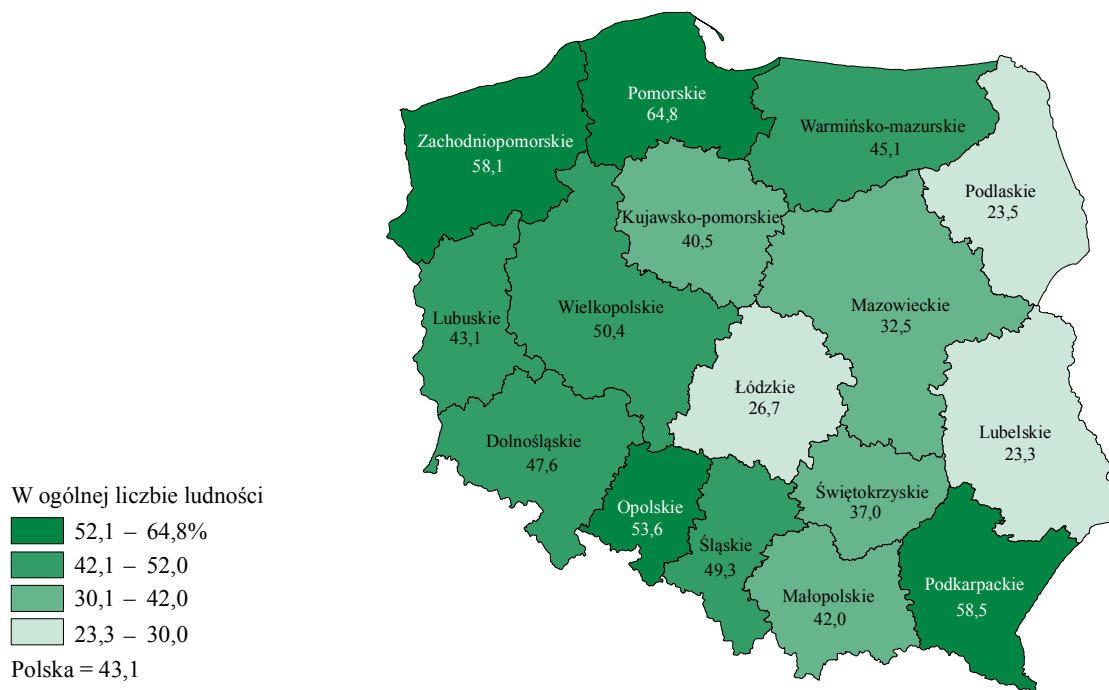 Pomorskie
64,8
Zachodniopomorskie
58,1
Warmińsko-mazurskie
45,1
Podlaskie
23,5
Kujawsko-pomorskie
40,5
Lubuskie
43,1
Wielkopolskie
50,4
Mazowieckie
32,5
Łódzkie
26,7
Dolnośląskie
47,6
Lubelskie
23,3
Opolskie
53,6
Świętokrzyskie
37,0
Śląskie
49,3
Małopolskie
42,0
Podkarpackie
58,5
W ogólnej liczbie ludności
52,1 – 64,8%
42,1 – 52,0
30,1 – 42,0
23,3 – 30,0
Polska = 43,1